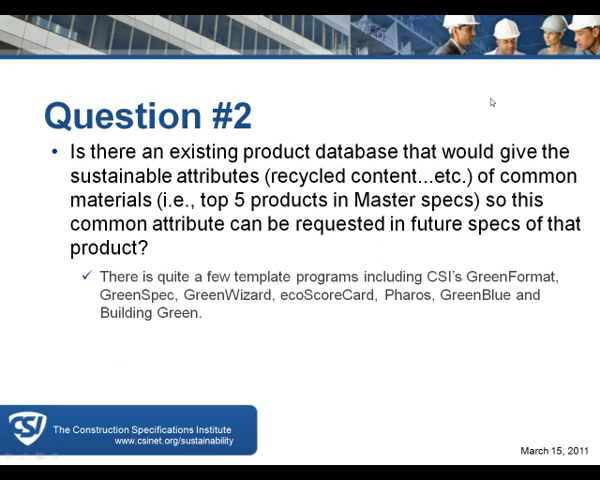 Question #2
• Is there an existing product database that would give the
sustainable attributes (recycled content...etc.) of common
materials (i.e., top 5 products in Master specs) so this
common attribute can be requested in future specs of that
product?
✓ There is quite a few template programs including CSI's GreenFormat,
GreenSpec, GreenWizard, ecoScoreCard, Pharos, GreenBlue and
Building Green.
CSI
The Construction Specifications Institute
www.csinet.org/sustainability
March 15, 2011